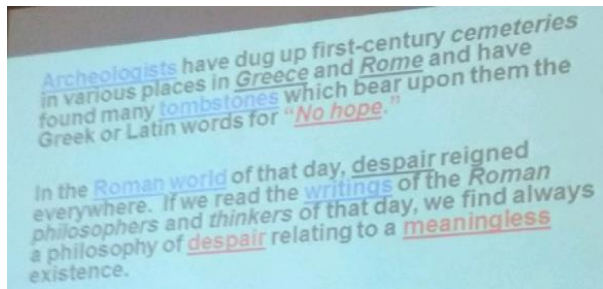 Archeologists have dug up first-century cemeteries
in various places in Greece and Rome and have
found many tombstones which bear upon them the
Greek or Latin words for “No hope.”
In the Roman world of that day, despair reigned
everywhere. If we read the writings of the Roman
philosophers and thinkers of that day, we find always
a philosophy of despair relating to a meaningless
existence.